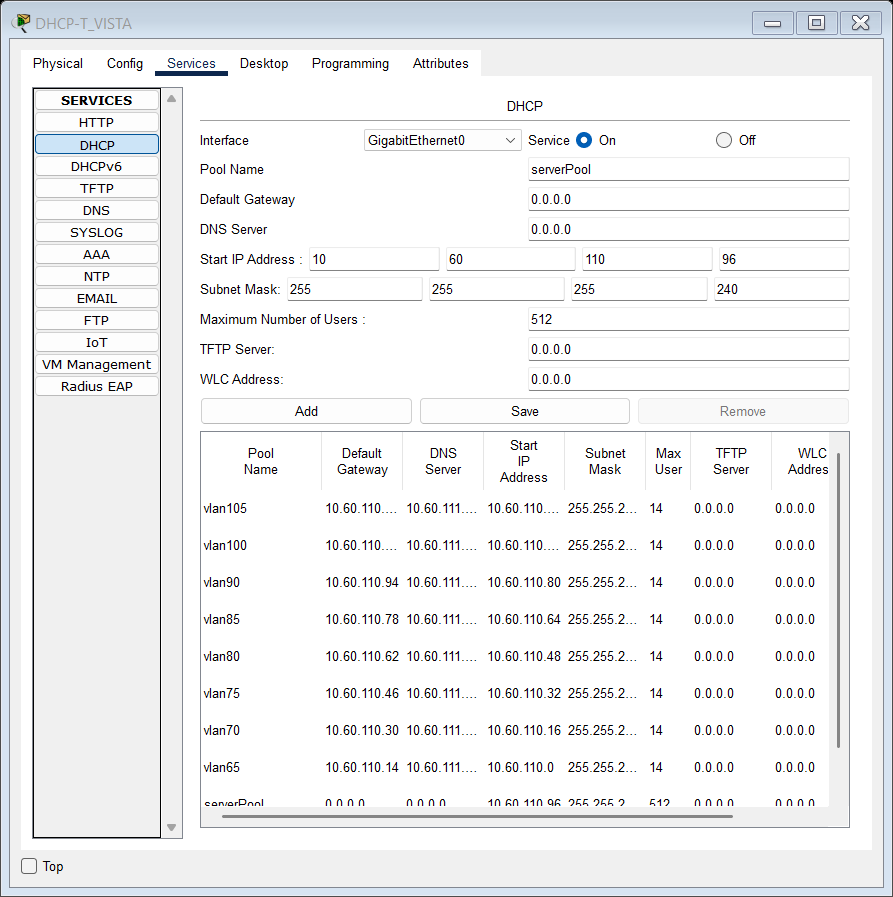 DHCP-T_VISTA
Physical Config Services Desktop Programming Attributes
SERVICES
HTTP
DHCP
DHCPv6
TFTP
DNS
SYSLOG
AAA
NTP
EMAIL
FTP
IoT
VM Management
Radius EAP
DHCP
Interface GigabitEthernet0 Service On Off
Pool Name serverPool
Default Gateway 0.0.0.0
DNS Server 0.0.0.0
Start IP Address : 10 60 110 96
Subnet Mask: 255 255 255 240
Maximum Number of Users : 512
TFTP Server: 0.0.0.0
WLC Address: 0.0.0.0
Add Save Remove
Pool Name Default Gateway DNS Server Start IP Address Subnet Mask Max User TFTP Server WLC Addres
vlan105 10.60.110.… 10.60.111.… 10.60.110.… 255.255.2… 14 0.0.0.0 0.0.0.0
vlan100 10.60.110.… 10.60.111.… 10.60.110.… 255.255.2… 14 0.0.0.0 0.0.0.0
vlan90 10.60.110.94 10.60.111.… 10.60.110.80 255.255.2… 14 0.0.0.0 0.0.0.0
vlan85 10.60.110.78 10.60.111.… 10.60.110.64 255.255.2… 14 0.0.0.0 0.0.0.0
vlan80 10.60.110.62 10.60.111.… 10.60.110.48 255.255.2… 14 0.0.0.0 0.0.0.0
vlan75 10.60.110.46 10.60.111.… 10.60.110.32 255.255.2… 14 0.0.0.0 0.0.0.0
vlan70 10.60.110.30 10.60.111.… 10.60.110.16 255.255.2… 14 0.0.0.0 0.0.0.0
vlan65 10.60.110.14 10.60.111.… 10.60.110.0 255.255.2… 14 0.0.0.0 0.0.0.0
serverPool 0.0.0.0 0.0.0.0 10.60.110.96 255.255.2… 512 0.0.0.0 0.0.0.0
Top